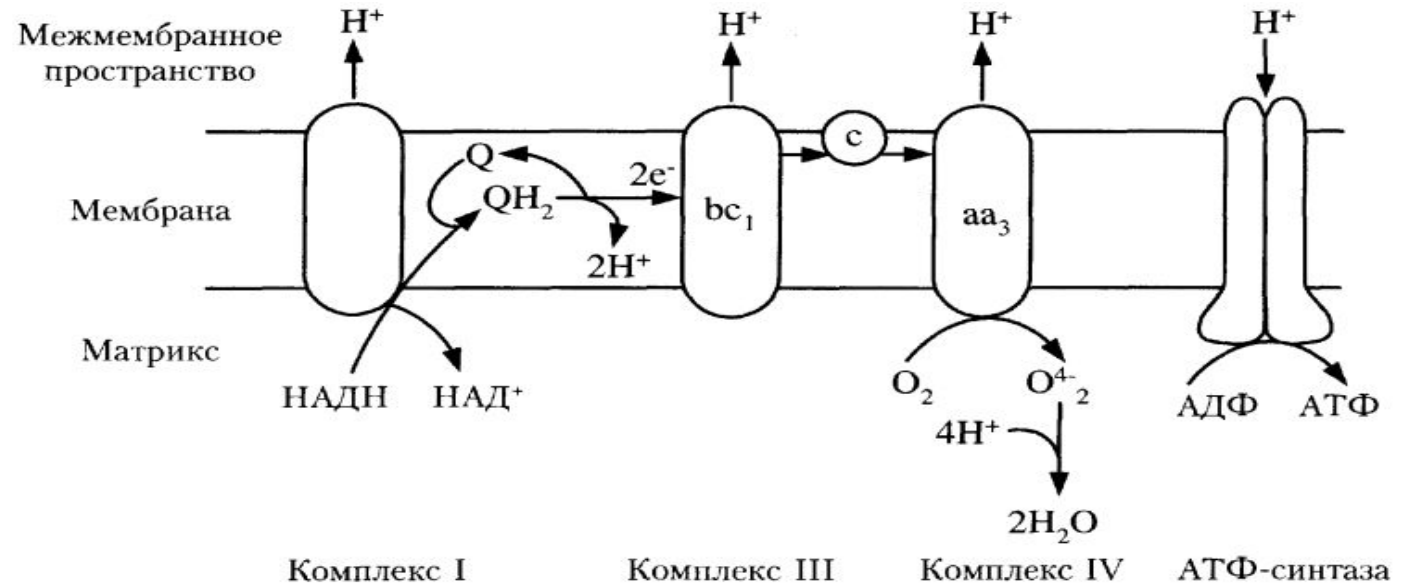 H⁺ H⁺ H⁺ H⁺
Межмембранное
пространство
c
Q
2e⁻
QH₂
Мембрана
bc₁
aa₃
2H⁺
Матрикс
O₂ O⁴⁻₂
НАДН НАД⁺
АДФ АТФ
4H⁺
2H₂O
Комплекс I Комплекс III Комплекс IV АТФ-синтаза